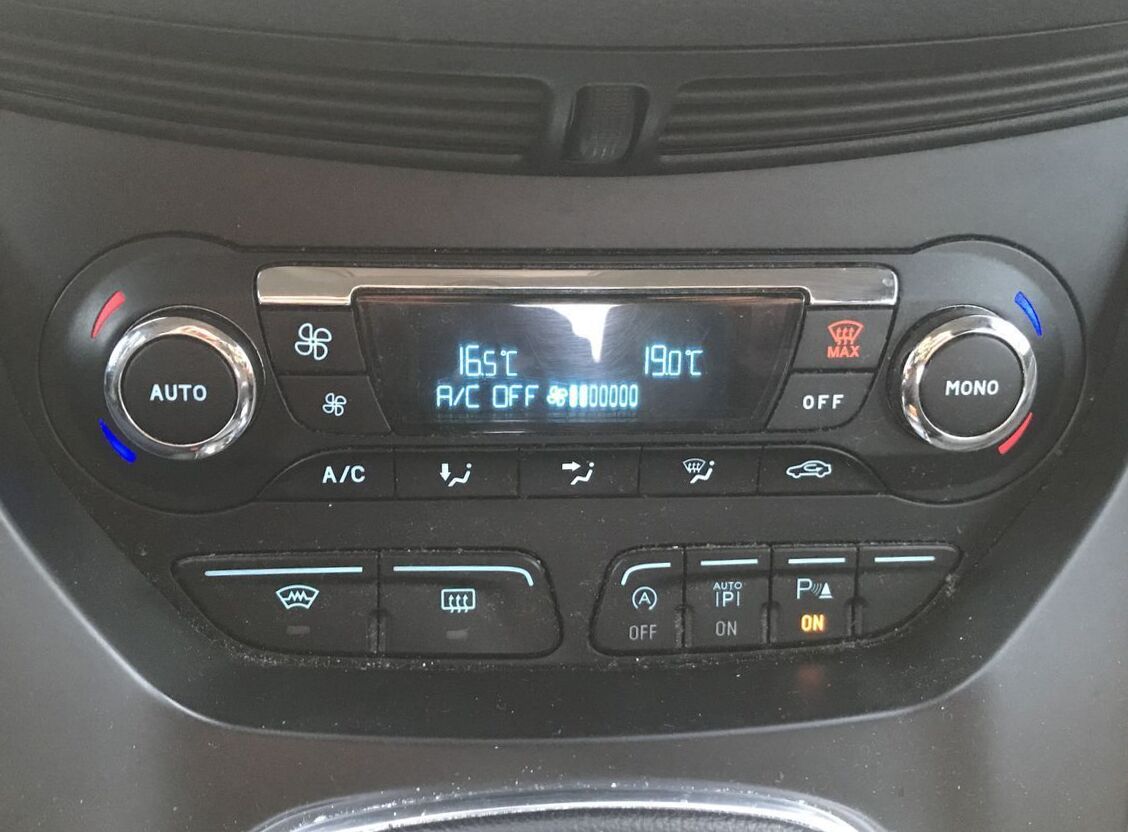 16.5°C 19.0°C
A/C OFF
AUTO
MAX
OFF
MONO
A/C
A
OFF
AUTO
P
ON
P
ON